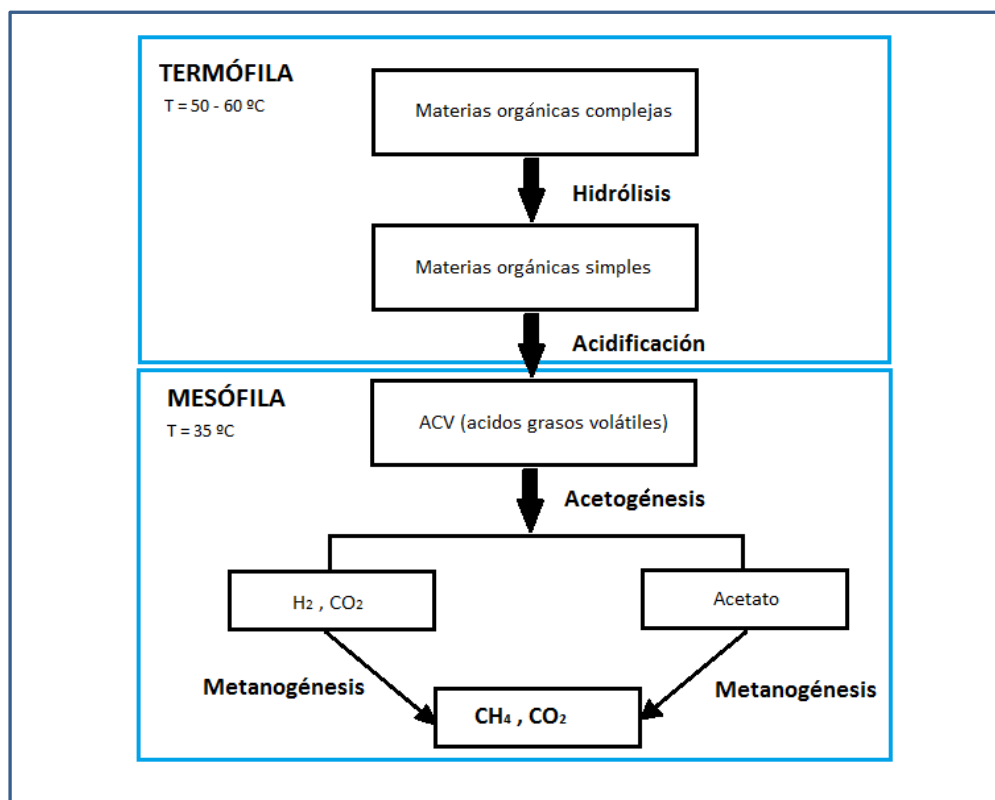 TERMÓFILA
T = 50 - 60 ºC
Materias orgánicas complejas
Hidrólisis
Materias orgánicas simples
Acidificación
MESÓFILA
T = 35 ºC
ACV (acidos grasos volátiles)
Acetogénesis
H₂ , CO₂
Acetato
Metanogénesis
Metanogénesis
CH₄ , CO₂